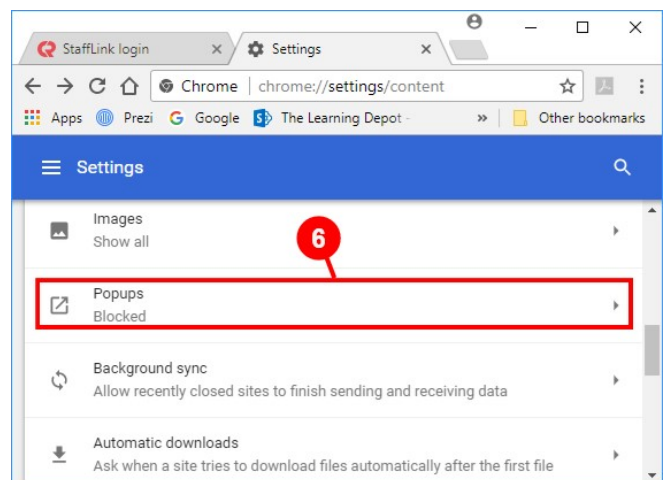 StaffLink login
Settings
Chrome | chrome://settings/content
Apps Prezi Google The Learning Depot - » Other bookmarks
Settings
Images
Show all
6
Popups
Blocked
Background sync
Allow recently closed sites to finish sending and receiving data
Automatic downloads
Ask when a site tries to download files automatically after the first file